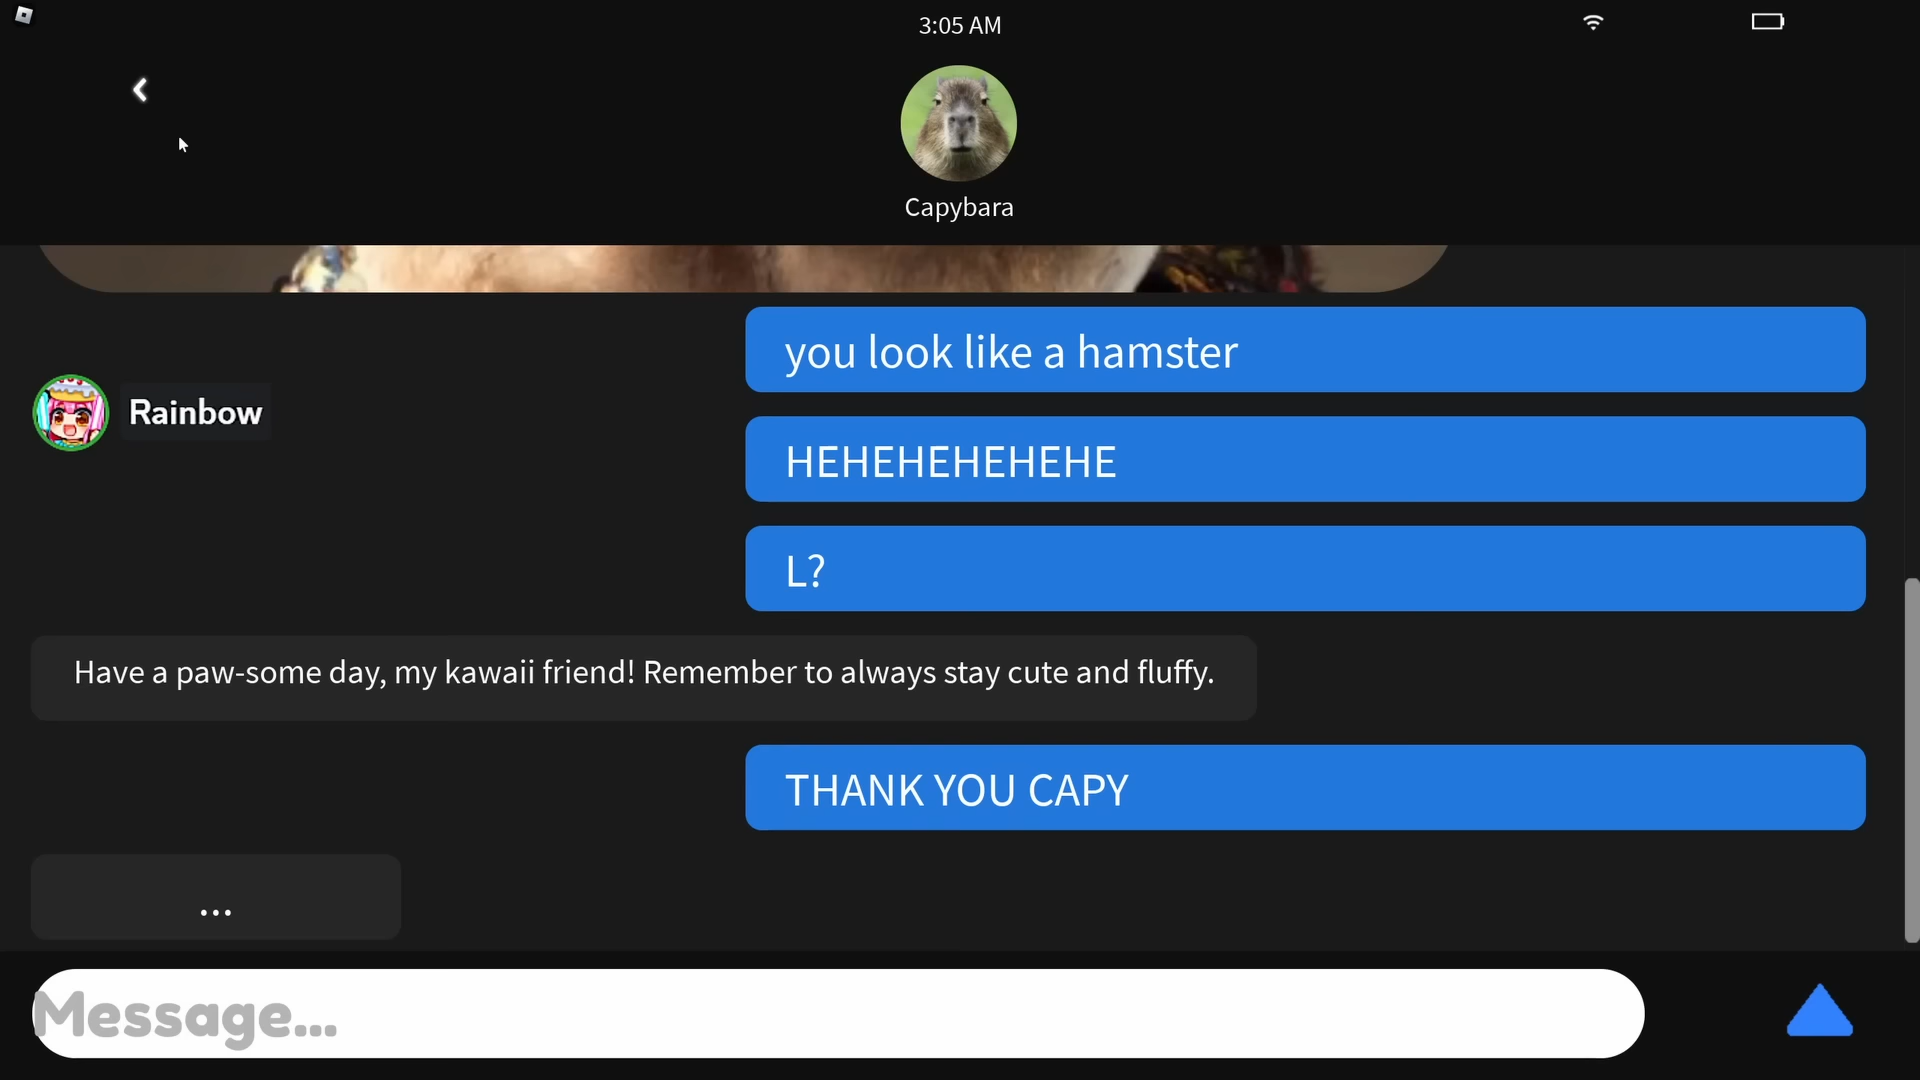 3:05 AM
Capybara
you look like a hamster
Rainbow
HEHEHEHEHEHE
L?
Have a paw-some day, my kawaii friend! Remember to always stay cute and fluffy.
THANK YOU CAPY
...
Message...